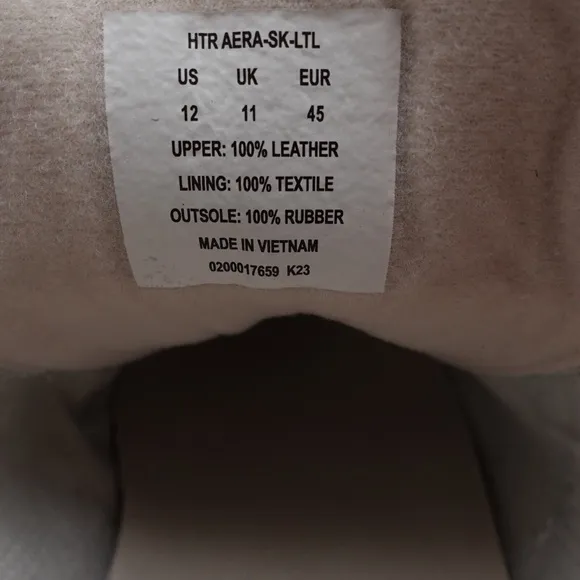 HTR AERA-SK-LTL
US UK EUR
12 11 45
UPPER: 100% LEATHER
LINING: 100% TEXTILE
OUTSOLE: 100% RUBBER
MADE IN VIETNAM
0200017659 K23